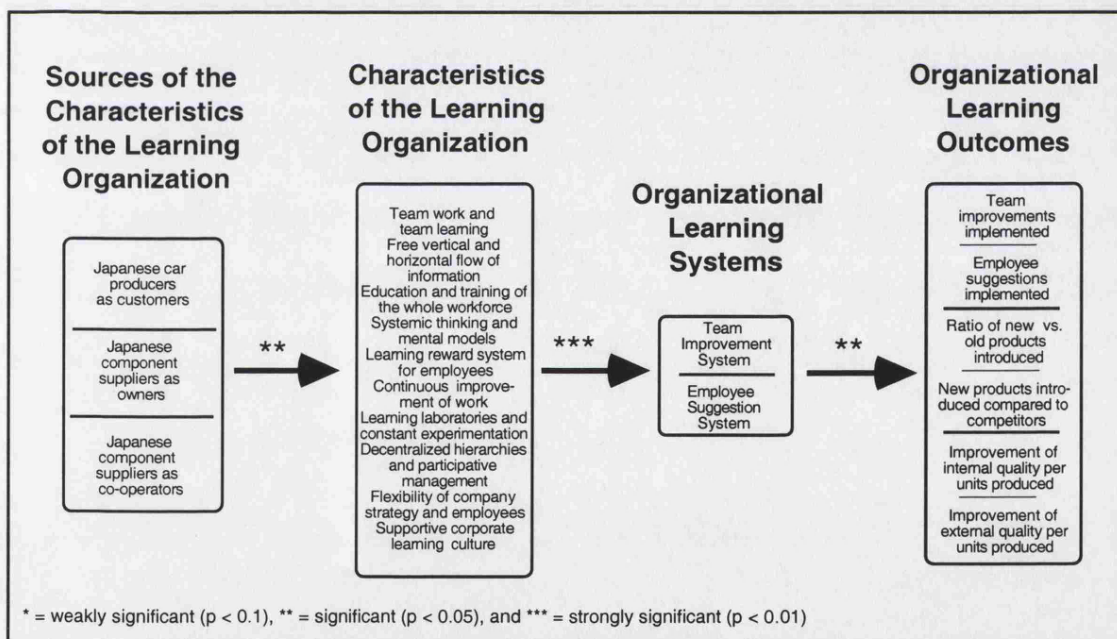 Sources of the
Characteristics
of the Learning
Organization
Japanese car
producers
as customers
Japanese
component
suppliers as
owners
Japanese
component
suppliers as
co-operators
**
Characteristics
of the Learning
Organization
Team work and
team learning
Free vertical and
horizontal flow of
information
Education and training of
the whole workforce
Systemic thinking and
mental models
Learning reward system
for employees
Continuous improve-
ment of work
Learning laboratories and
constant experimentation
Decentralized hierarchies
and participative
management
Flexibility of company
strategy and employees
Supportive corporate
learning culture
***
Organizational
Learning
Systems
Team
Improvement
System
Employee
Suggestion
System
**
Organizational
Learning
Outcomes
Team
improvements
implemented
Employee
suggestions
implemented
Ratio of new vs.
old products
introduced
New products intro-
duced compared to
competitors
Improvement of
internal quality per
units produced
Improvement of
external quality per
units produced
* = weakly significant (p < 0.1), ** = significant (p < 0.05), and *** = strongly significant (p < 0.01)